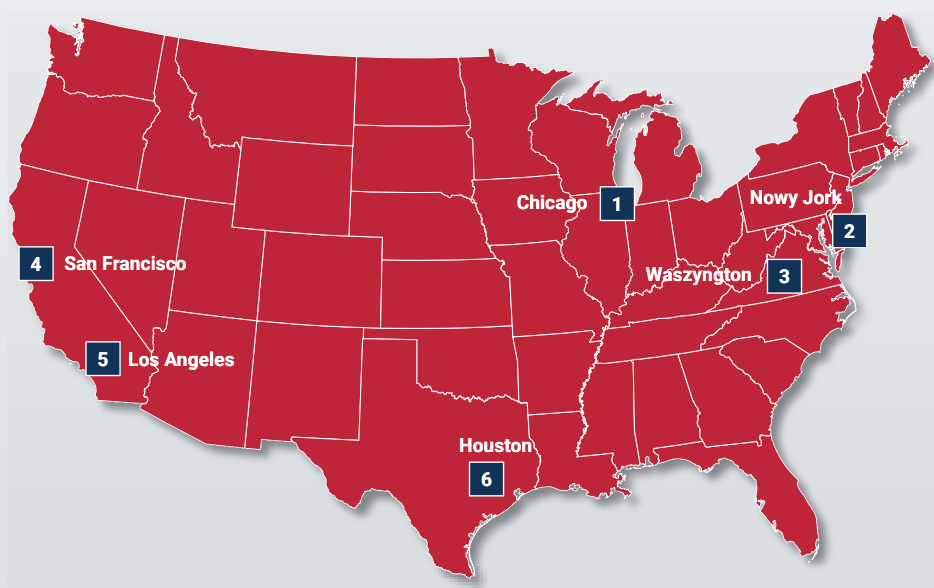 Chicago 1
Nowy Jork
2
4 San Francisco
Waszyngton 3
5 Los Angeles
Houston
6